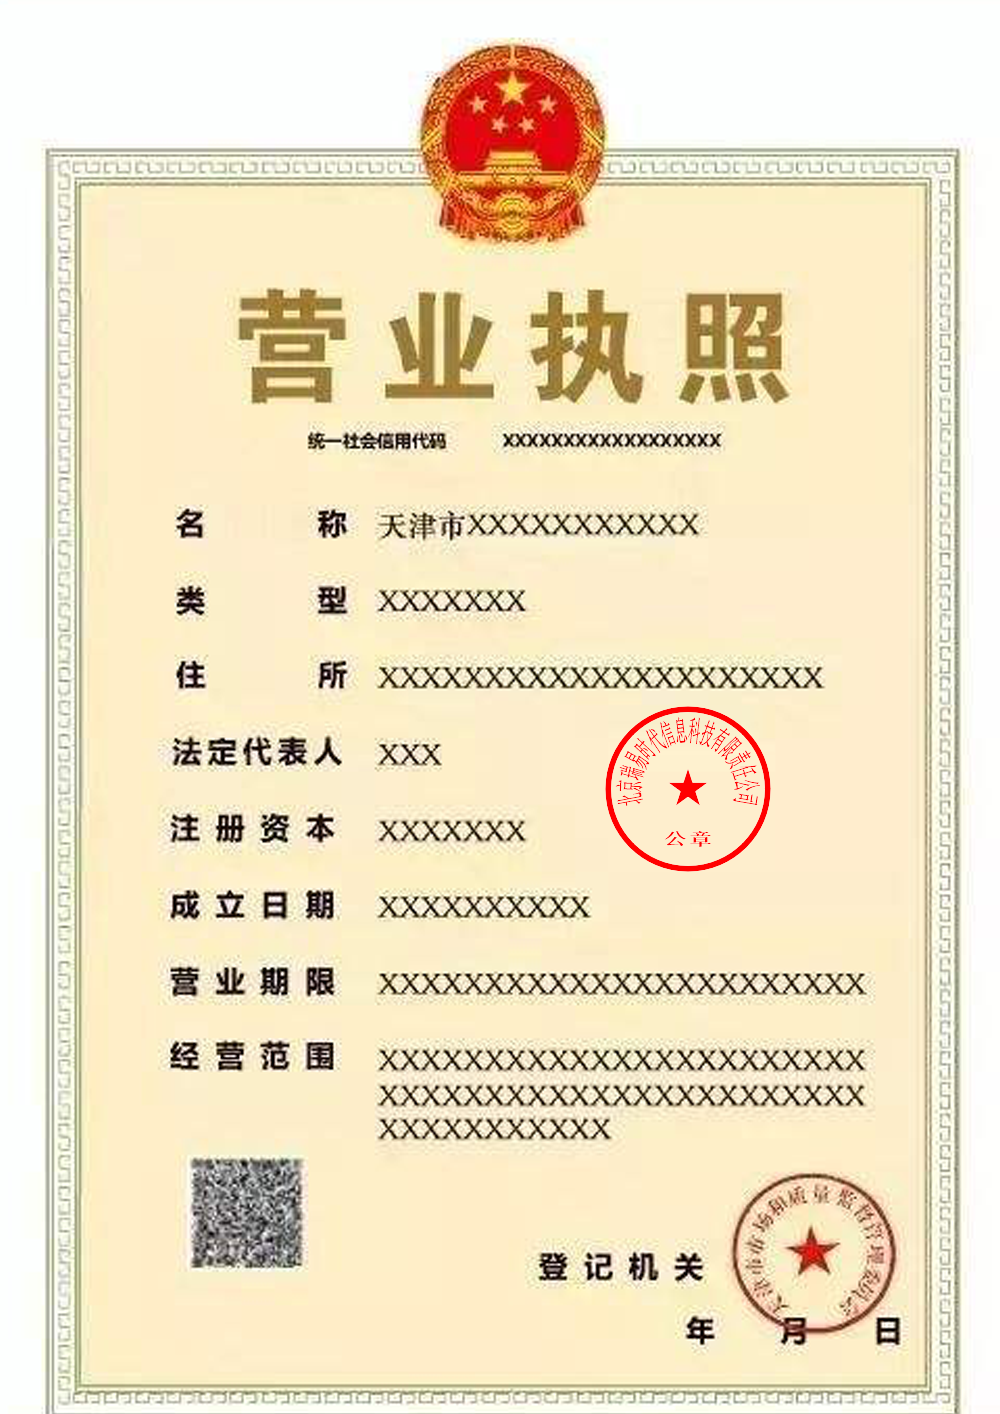 营业执照
统一社会信用代码 XXXXXXXXXXXXXXXXXX
名称 天津市XXXXXXXXXXX
类型 XXXXXXX
住所 XXXXXXXXXXXXXXXXXXXXX
法定代表人 XXX
北京瑞易时代信息科技有限责任公司
公章
注册资本 XXXXXXX
成立日期 XXXXXXXXXX
营业期限 XXXXXXXXXXXXXXXXXXXXXXX
经营范围 XXXXXXXXXXXXXXXXXXXXXXX
XXXXXXXXXXXXXXXXXXXXXXX
XXXXXXXXXXX
登记机关
天津市市场和质量监督管理委员会
年 月 日